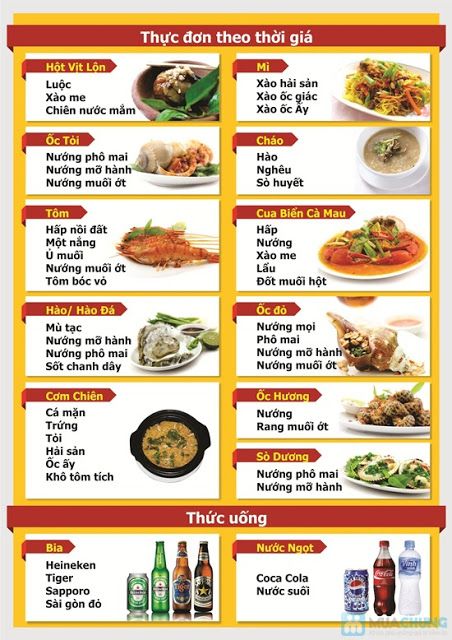 Thực đơn theo thời giá
Hột Vịt Lộn
Luộc
Xào me
Chiên nước mắm
Ốc Tỏi
Nướng phô mai
Nướng mỡ hành
Nướng muối ớt
Tôm
Hấp nồi đất
Một nắng
Ủ muối
Nướng muối ớt
Tôm bóc vỏ
Hào/ Hào Đá
Mù tạc
Nướng mỡ hành
Nướng phô mai
Sốt chanh dây
Cơm Chiên
Cá mặn
Trứng
Tỏi
Hải sản
Ốc ấy
Khô tôm tích
Mì
Xào hải sản
Xào ốc giác
Xào ốc Ấy
Cháo
Hào
Nghêu
Sò huyết
Cua Biển Cà Mau
Hấp
Nướng
Xào me
Lẩu
Đốt muối hột
Ốc đỏ
Nướng mọi
Phô mai
Nướng mỡ hành
Nướng muối ớt
Ốc Hương
Nướng
Rang muối ớt
Sò Dương
Nướng phô mai
Nướng mỡ hành
Thức uống
Bia
Heineken
Tiger
Sapporo
Sài gòn đỏ
Nước Ngọt
Coca Cola
Nước suối
pepsi
Coca-Cola
MUACHUNG